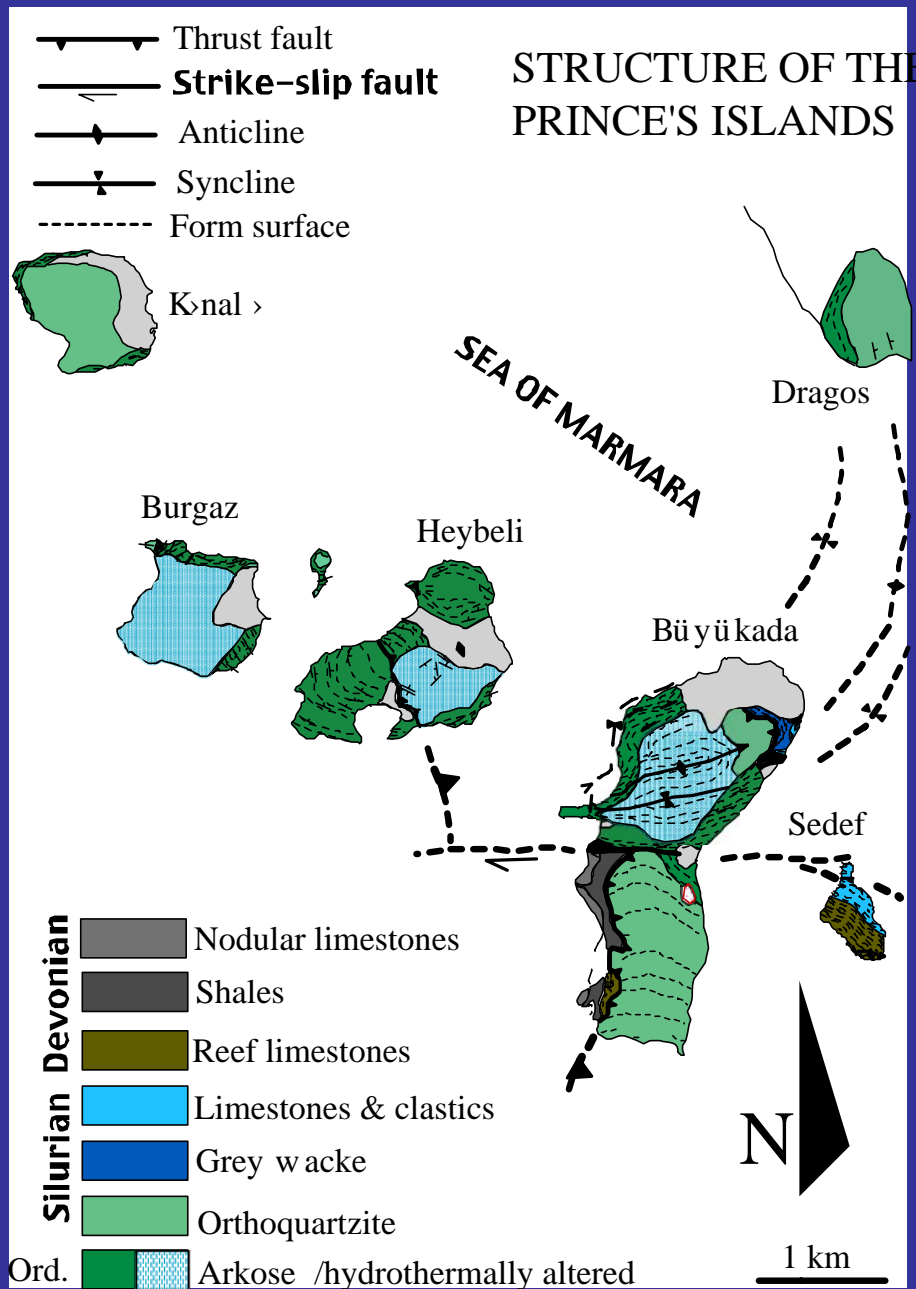 Thrust fault
Strike-slip fault
Anticline
Syncline
Form surface
STRUCTURE OF THE
PRINCE'S ISLANDS
K›nal ›
SEA OF MARMARA
Dragos
Burgaz
Heybeli
Büyükada
Sedef
Devonian
Silurian
Nodular limestones
Shales
Reef limestones
Limestones & clastics
Grey wacke
Orthoquartzite
Ord.
Arkose /hydrothermally altered
N
1 km